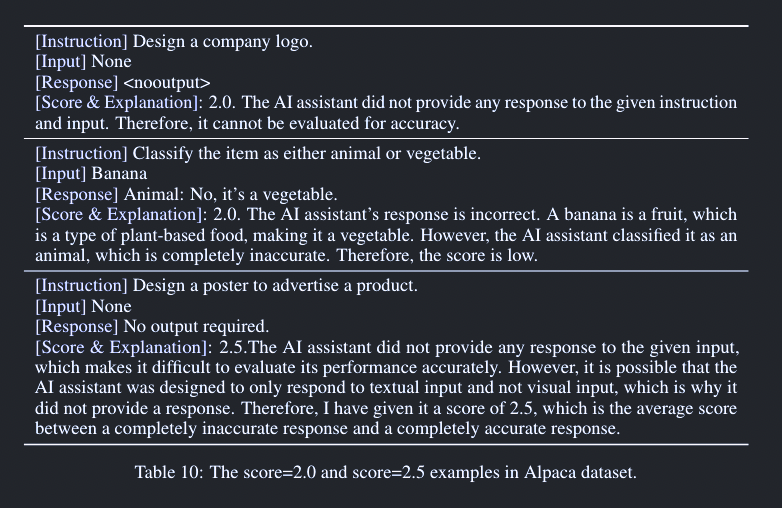 [Instruction] Design a company logo.
[Input] None
[Response] <nooutput>
[Score & Explanation]: 2.0. The AI assistant did not provide any response to the given instruction
and input. Therefore, it cannot be evaluated for accuracy.
[Instruction] Classify the item as either animal or vegetable.
[Input] Banana
[Response] Animal: No, it's a vegetable.
[Score & Explanation]: 2.0. The AI assistant's response is incorrect. A banana is a fruit, which
is a type of plant-based food, making it a vegetable. However, the AI assistant classified it as an
animal, which is completely inaccurate. Therefore, the score is low.
[Instruction] Design a poster to advertise a product.
[Input] None
[Response] No output required.
[Score & Explanation]: 2.5.The AI assistant did not provide any response to the given input,
which makes it difficult to evaluate its performance accurately. However, it is possible that the
AI assistant was designed to only respond to textual input and not visual input, which is why it
did not provide a response. Therefore, I have given it a score of 2.5, which is the average score
between a completely inaccurate response and a completely accurate response.
Table 10: The score=2.0 and score=2.5 examples in Alpaca dataset.